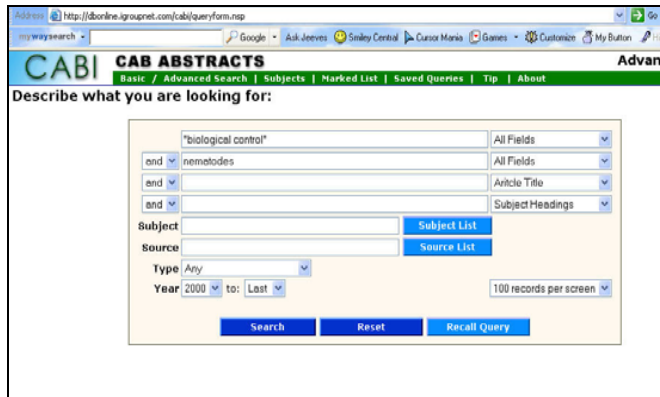 Address http://dbonline.igroupnet.com/cabi/queryform.nsp Go
mywaysearch Google Ask Jeeves Smiley Central Cursor Mania Games Customize My Button
CABI CAB ABSTRACTS Advan
Basic / Advanced Search | Subjects | Marked List | Saved Queries | Tip | About
Describe what you are looking for:
"biological control" All Fields
and nematodes All Fields
and Aritcle Title
and Subject Headings
Subject Subject List
Source Source List
Type Any
Year 2000 to: Last 100 records per screen
Search Reset Recall Query